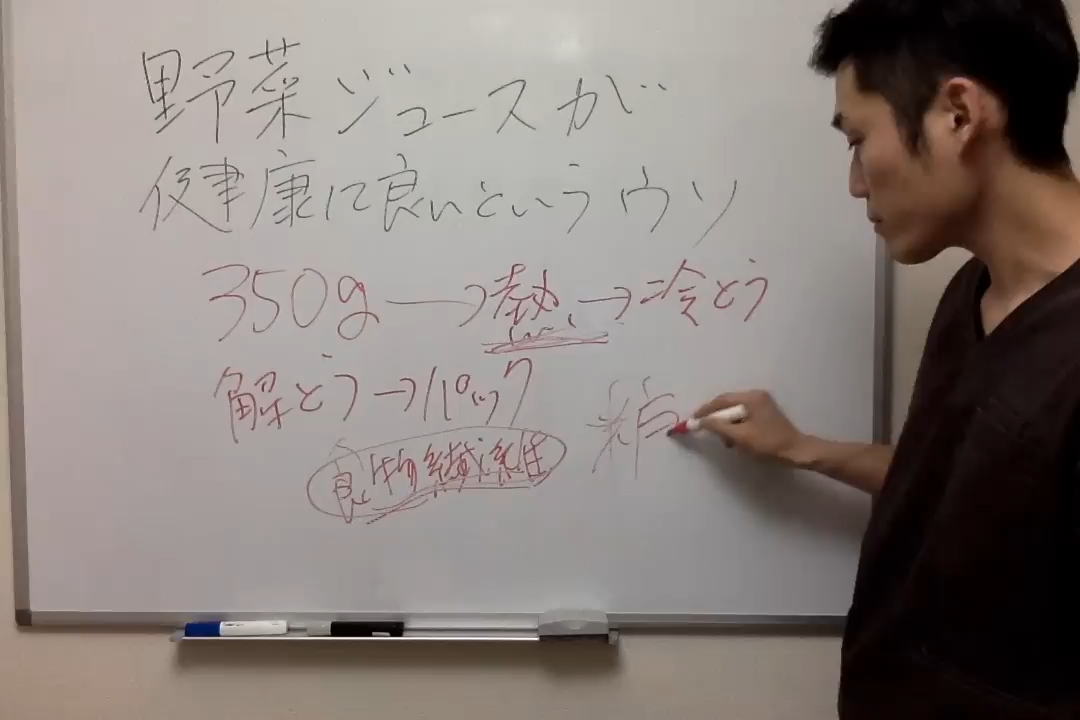 野菜ジュースが
健康に良いというウソ
350g→熱→冷とう
解とう→パック
食物繊維